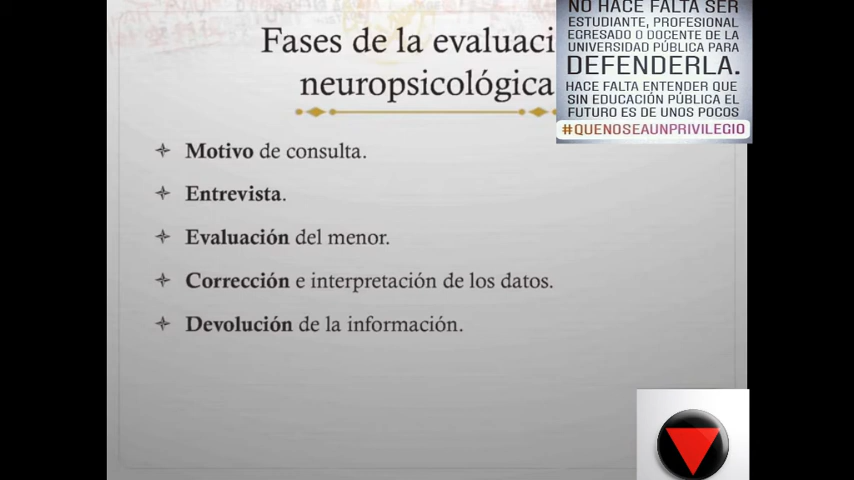 Fases de la evaluaci
neuropsicológica
Motivo de consulta.
Entrevista.
Evaluación del menor.
Corrección e interpretación de los datos.
Devolución de la información.
NO HACE FALTA SER
ESTUDIANTE, PROFESIONAL
EGRESADO O DOCENTE DE LA
UNIVERSIDAD PÚBLICA PARA
DEFENDERLA.
HACE FALTA ENTENDER QUE
SIN EDUCACIÓN PÚBLICA EL
FUTURO ES DE UNOS POCOS
#QUENOSEAUNPRIVILEGIO